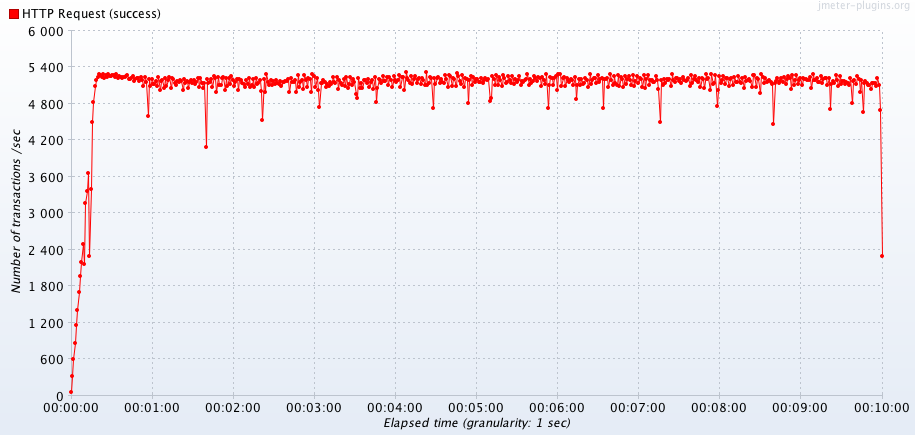 jmeter-plugins.org
HTTP Request (success)
6 000
5 400
4 800
4 200
3 600
3 000
2 400
1 800
1 200
600
0
Number of transactions /sec
00:00:00 00:01:00 00:02:00 00:03:00 00:04:00 00:05:00 00:06:00 00:07:00 00:08:00 00:09:00 00:10:00
Elapsed time (granularity: 1 sec)